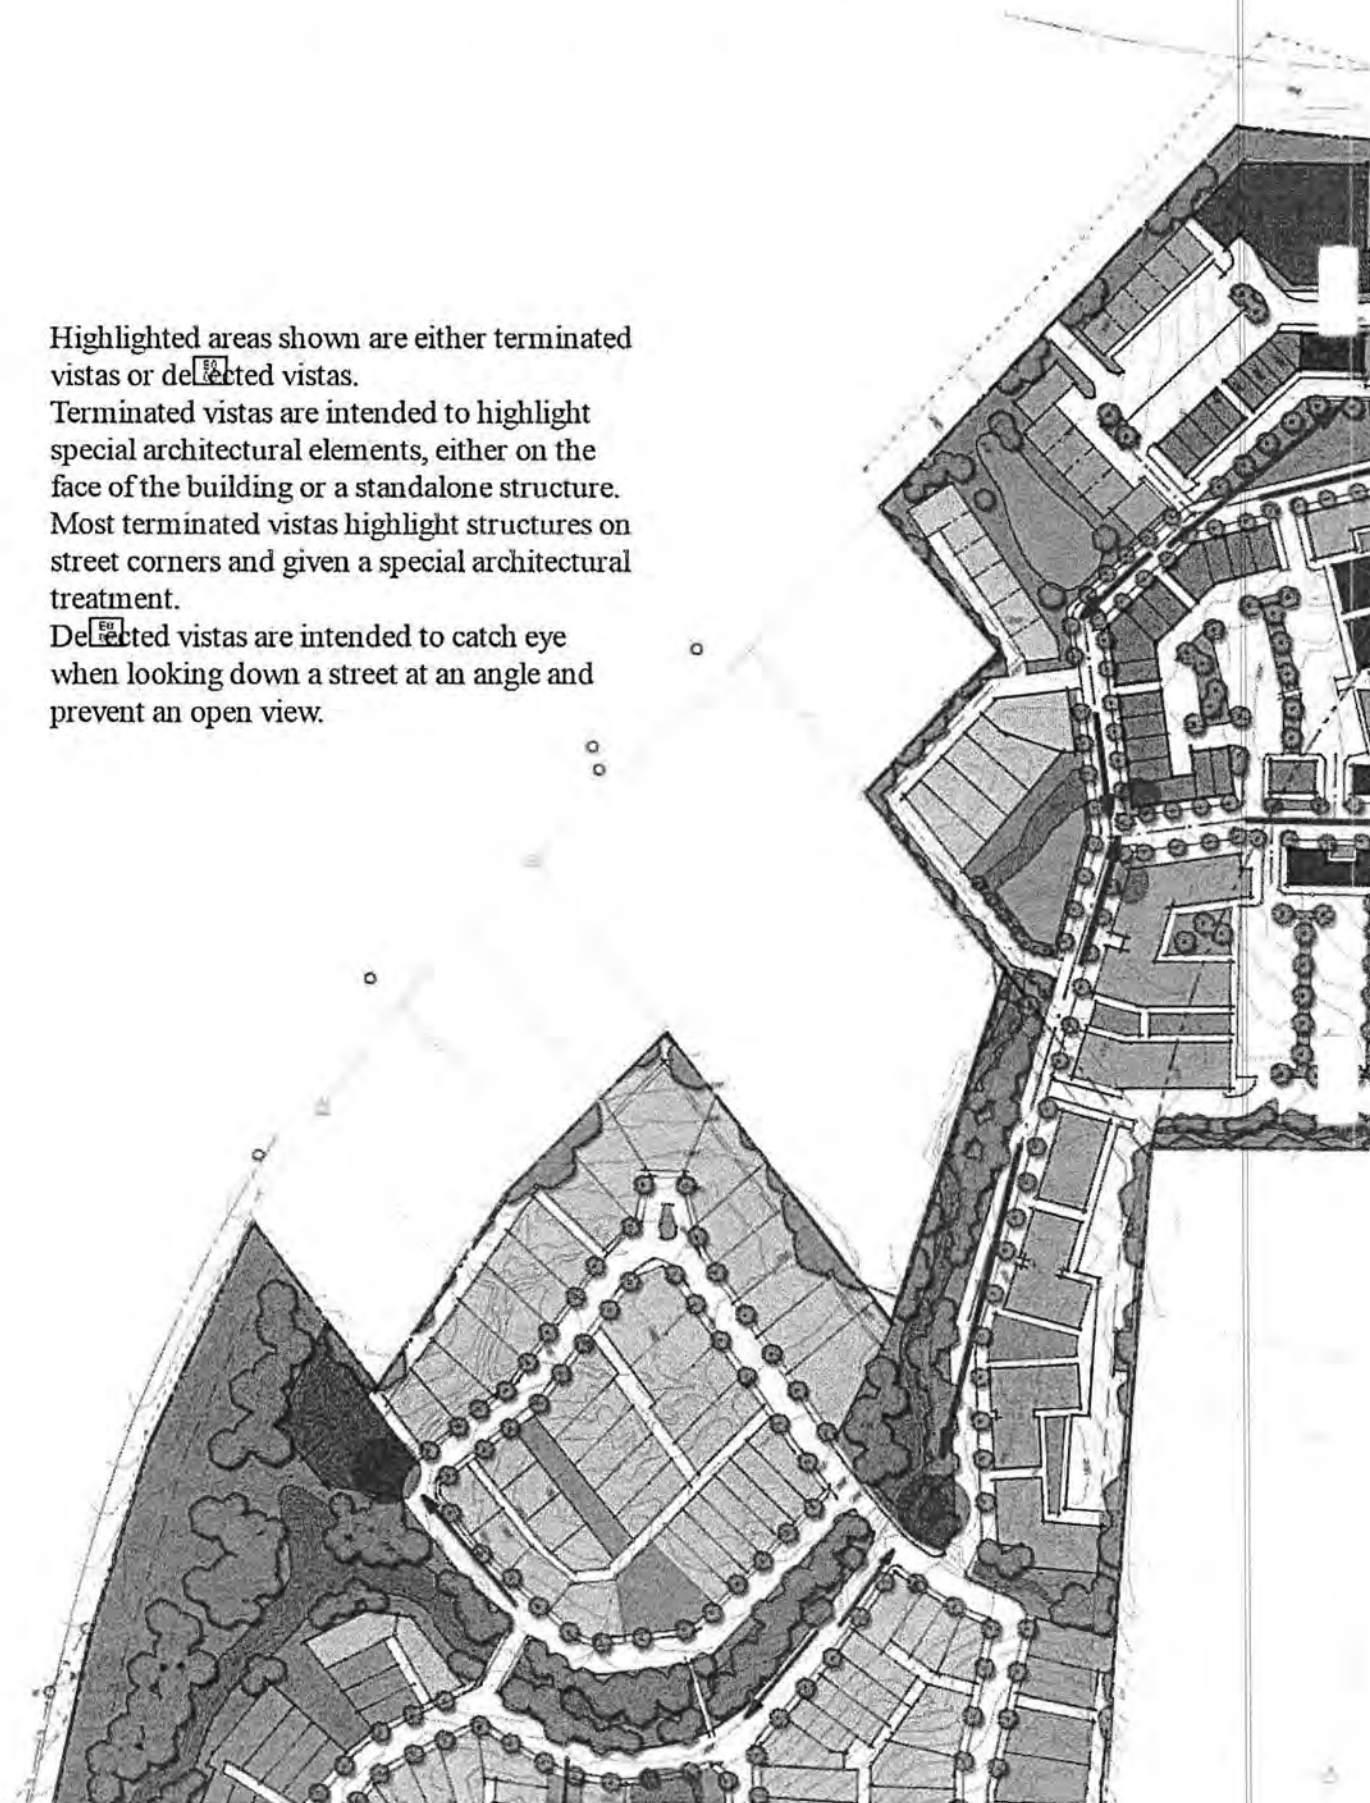 Highlighted areas shown are either terminated
vistas or deflected vistas.
Terminated vistas are intended to highlight
special architectural elements, either on the
face of the building or a standalone structure.
Most terminated vistas highlight structures on
street corners and given a special architectural
treatment.
Deflected vistas are intended to catch eye
when looking down a street at an angle and
prevent an open view.